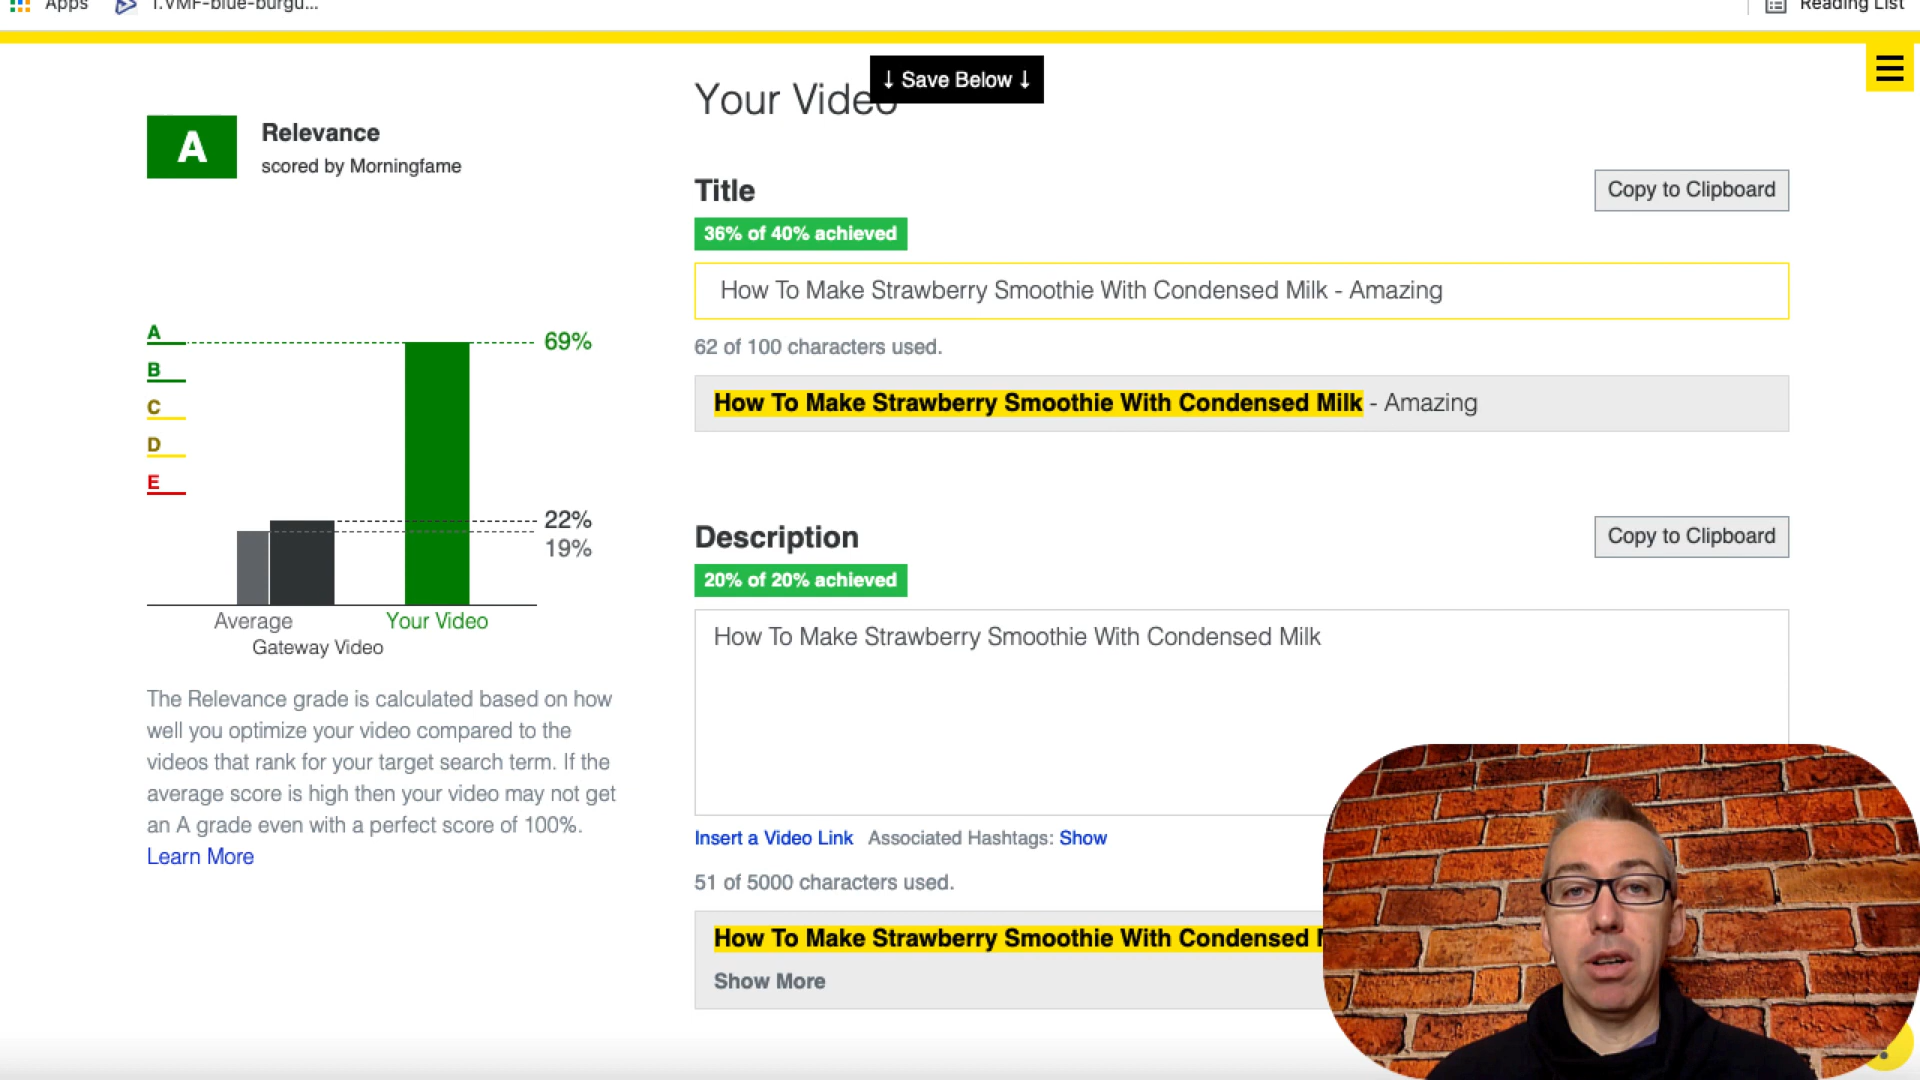 Apps
1.VMF-blue-burgu...
Reading List
↓ Save Below ↓
Your Video
A
Relevance
scored by Morningfame
Title
Copy to Clipboard
36% of 40% achieved
How To Make Strawberry Smoothie With Condensed Milk - Amazing
62 of 100 characters used.
How To Make Strawberry Smoothie With Condensed Milk - Amazing
A
B
C
D
E
69%
22%
19%
Average
Your Video
Gateway Video
The Relevance grade is calculated based on how
well you optimize your video compared to the
videos that rank for your target search term. If the
average score is high then your video may not get
an A grade even with a perfect score of 100%.
Learn More
Description
Copy to Clipboard
20% of 20% achieved
How To Make Strawberry Smoothie With Condensed Milk
Insert a Video Link Associated Hashtags: Show
51 of 5000 characters used.
How To Make Strawberry Smoothie With Condensed
Show More